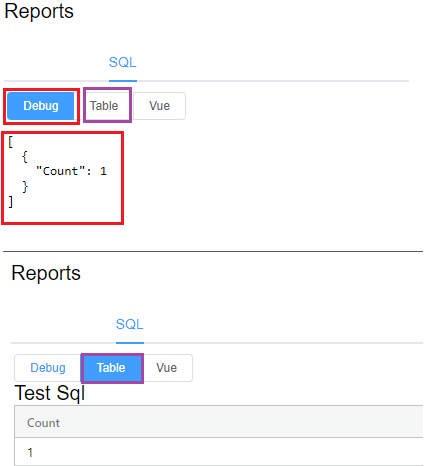 Reports
SQL
Debug Table Vue
[
{
"Count": 1
}
]
Reports
SQL
Debug Table Vue
Test Sql
Count
1